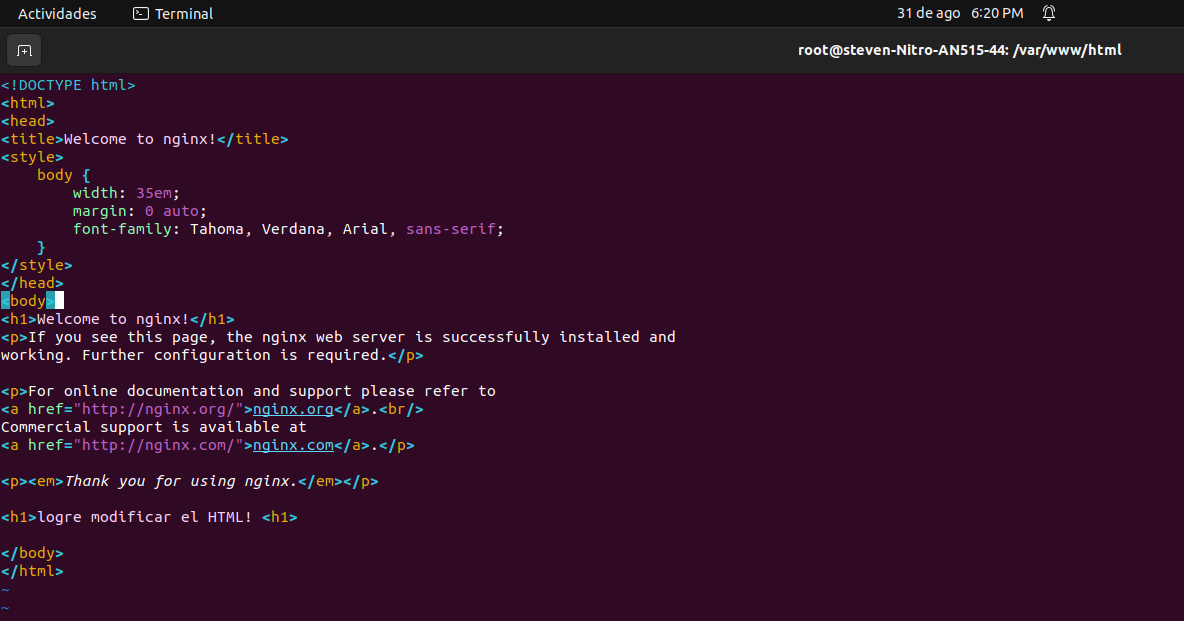 Actividades Terminal 31 de ago 6:20 PM
root@steven-Nitro-AN515-44: /var/www/html
<!DOCTYPE html>
<html>
<head>
<title>Welcome to nginx!</title>
<style>
    body {
        width: 35em;
        margin: 0 auto;
        font-family: Tahoma, Verdana, Arial, sans-serif;
    }
</style>
</head>
<body>
<h1>Welcome to nginx!</h1>
<p>If you see this page, the nginx web server is successfully installed and
working. Further configuration is required.</p>

<p>For online documentation and support please refer to
<a href="http://nginx.org/">nginx.org</a>.<br/>
Commercial support is available at
<a href="http://nginx.com/">nginx.com</a>.</p>

<p><em>Thank you for using nginx.</em></p>

<h1>logre modificar el HTML! <h1>

</body>
</html>
~
~